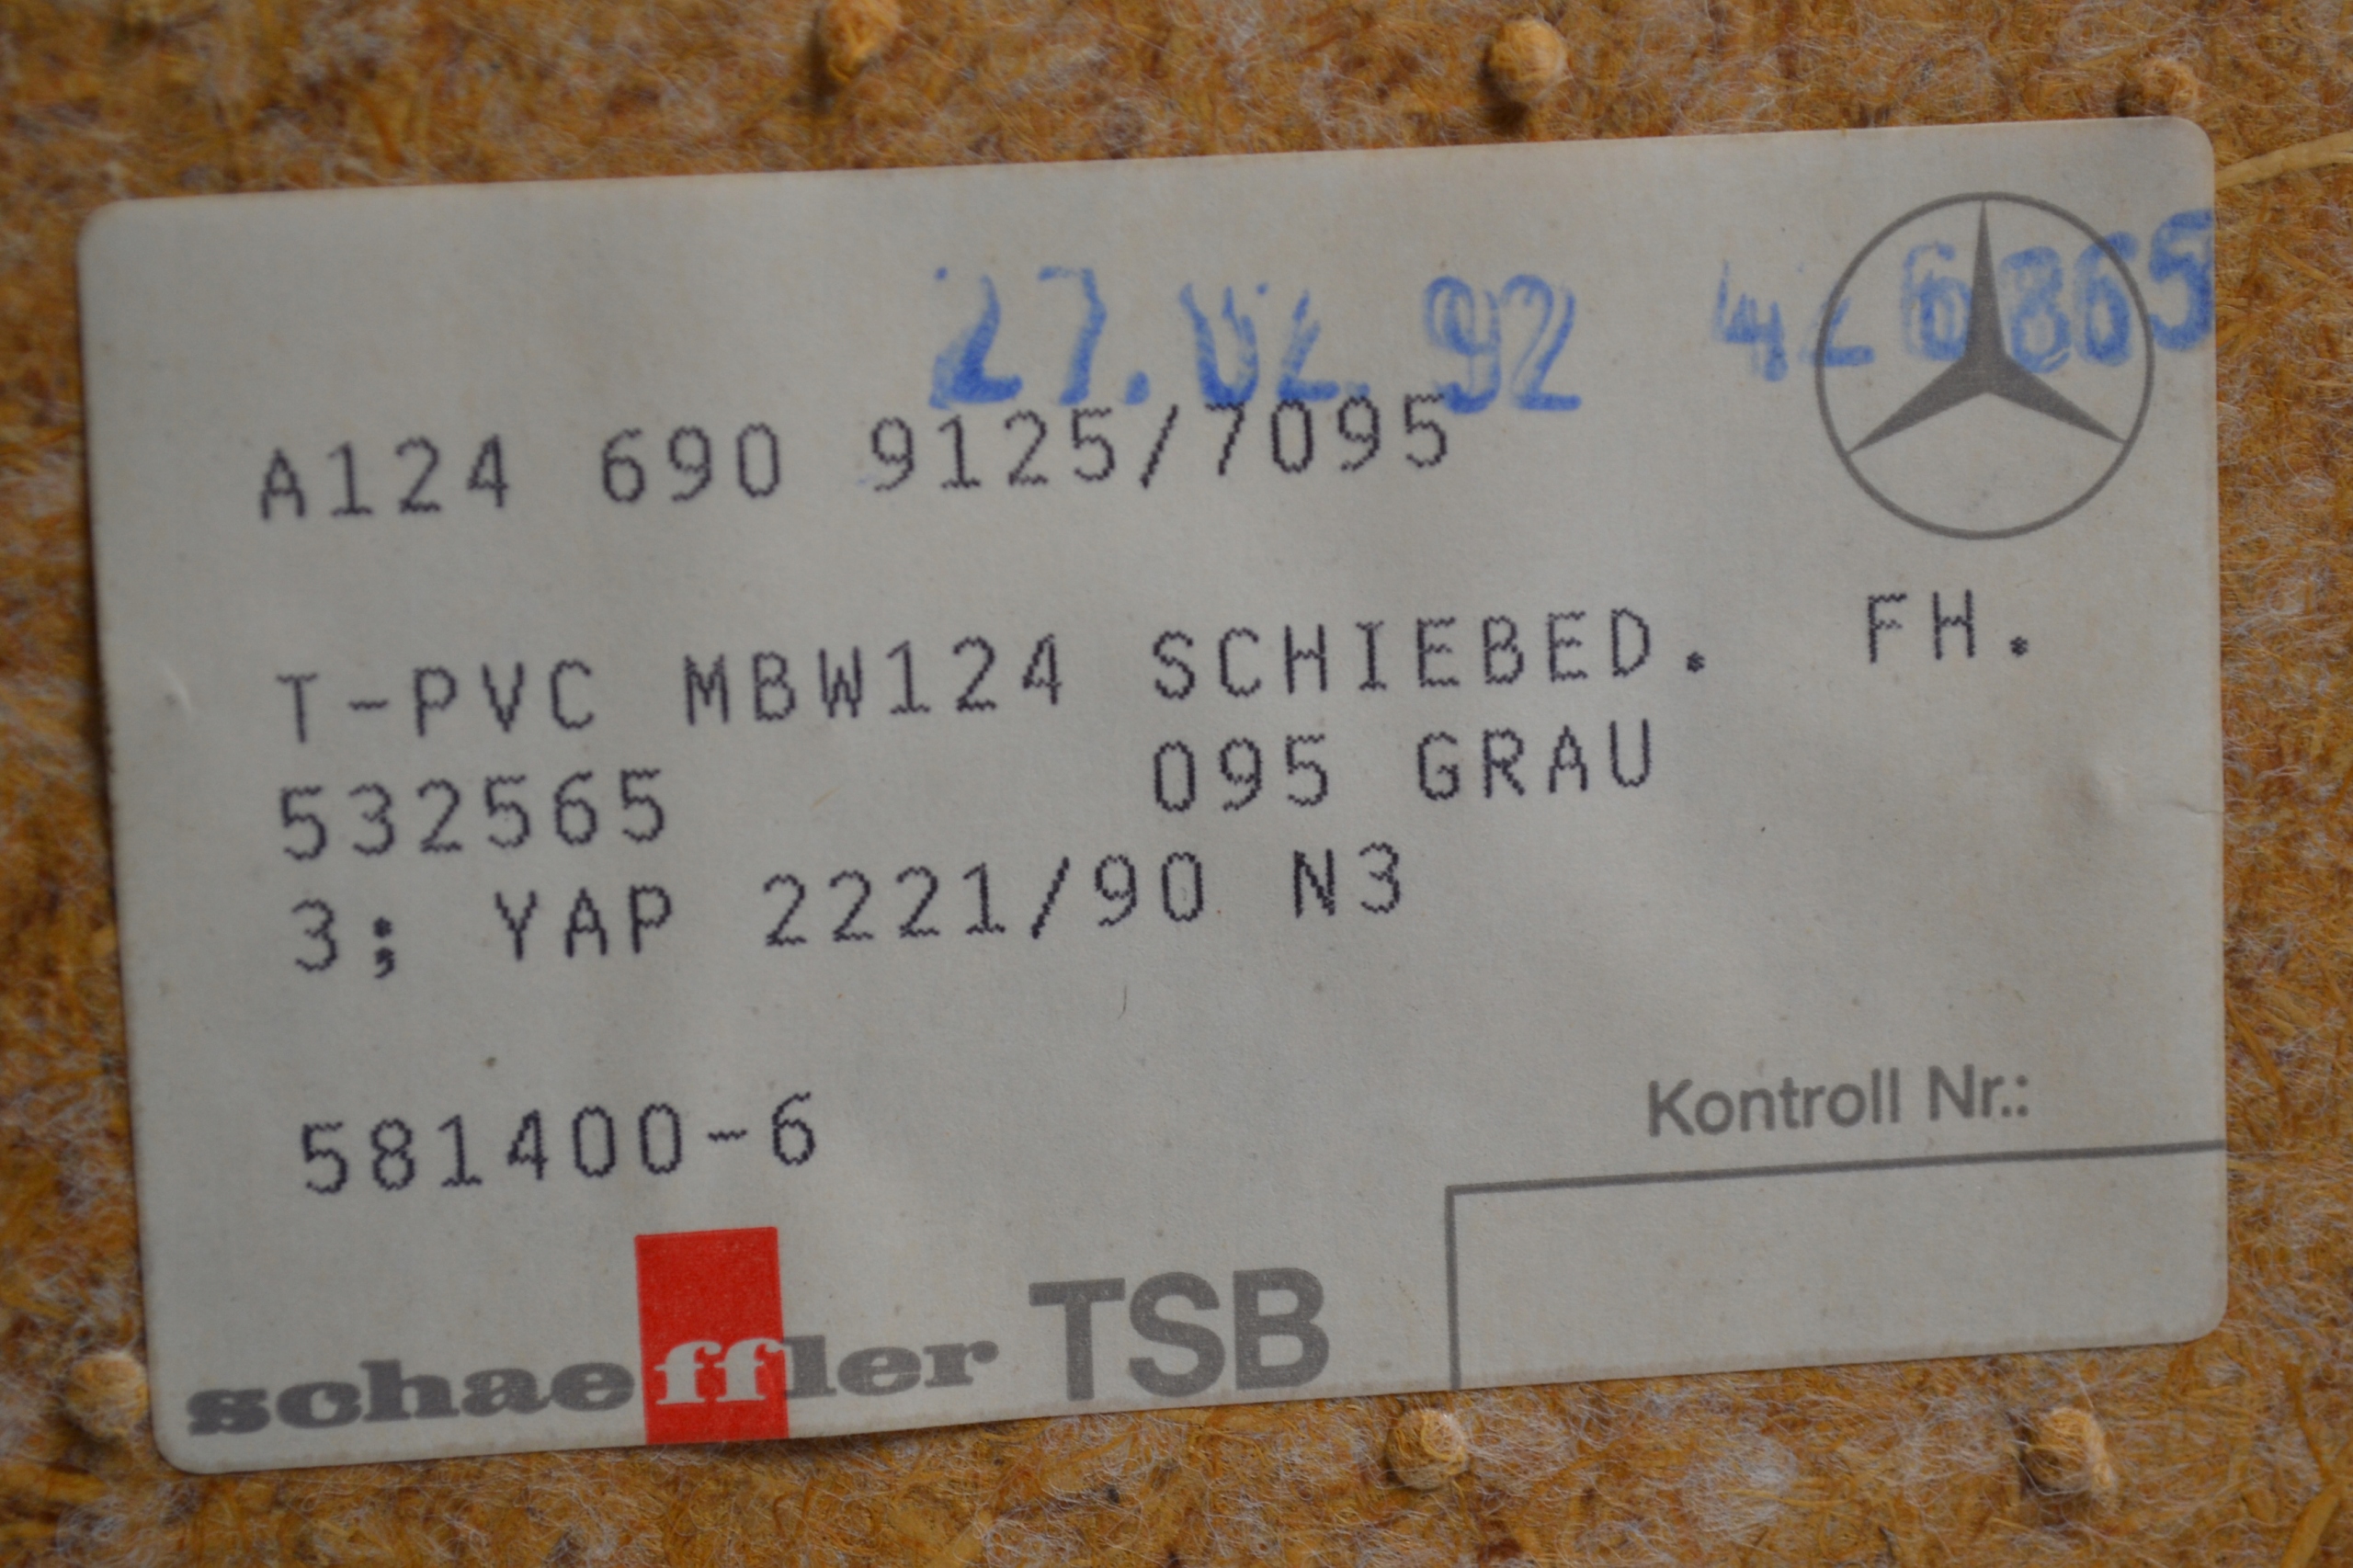 27.02.92 426865
A124 690 9125/7095
T-PVC MBW124 SCHIEBED. FH.
532565 095 GRAU
3; YAP 2221/90 N3
581400-6
Kontroll Nr.:
schaeffler TSB